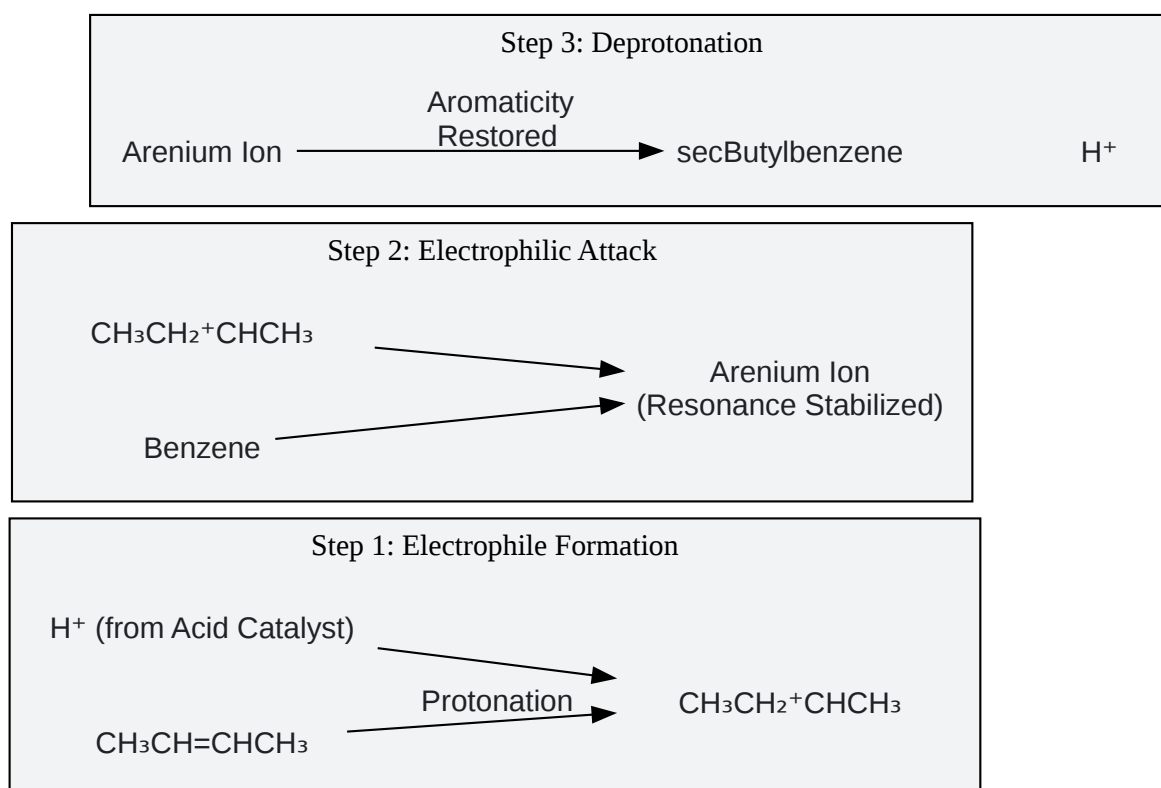 Step 3: Deprotonation
Aromaticity
Restored
Arenium Ion
secButylbenzene
H⁺
Step 2: Electrophilic Attack
CH₃CH₂⁺CHCH₃
Arenium Ion
(Resonance Stabilized)
Benzene
Step 1: Electrophile Formation
H⁺ (from Acid Catalyst)
Protonation
CH₃CH₂⁺CHCH₃
CH₃CH=CHCH₃